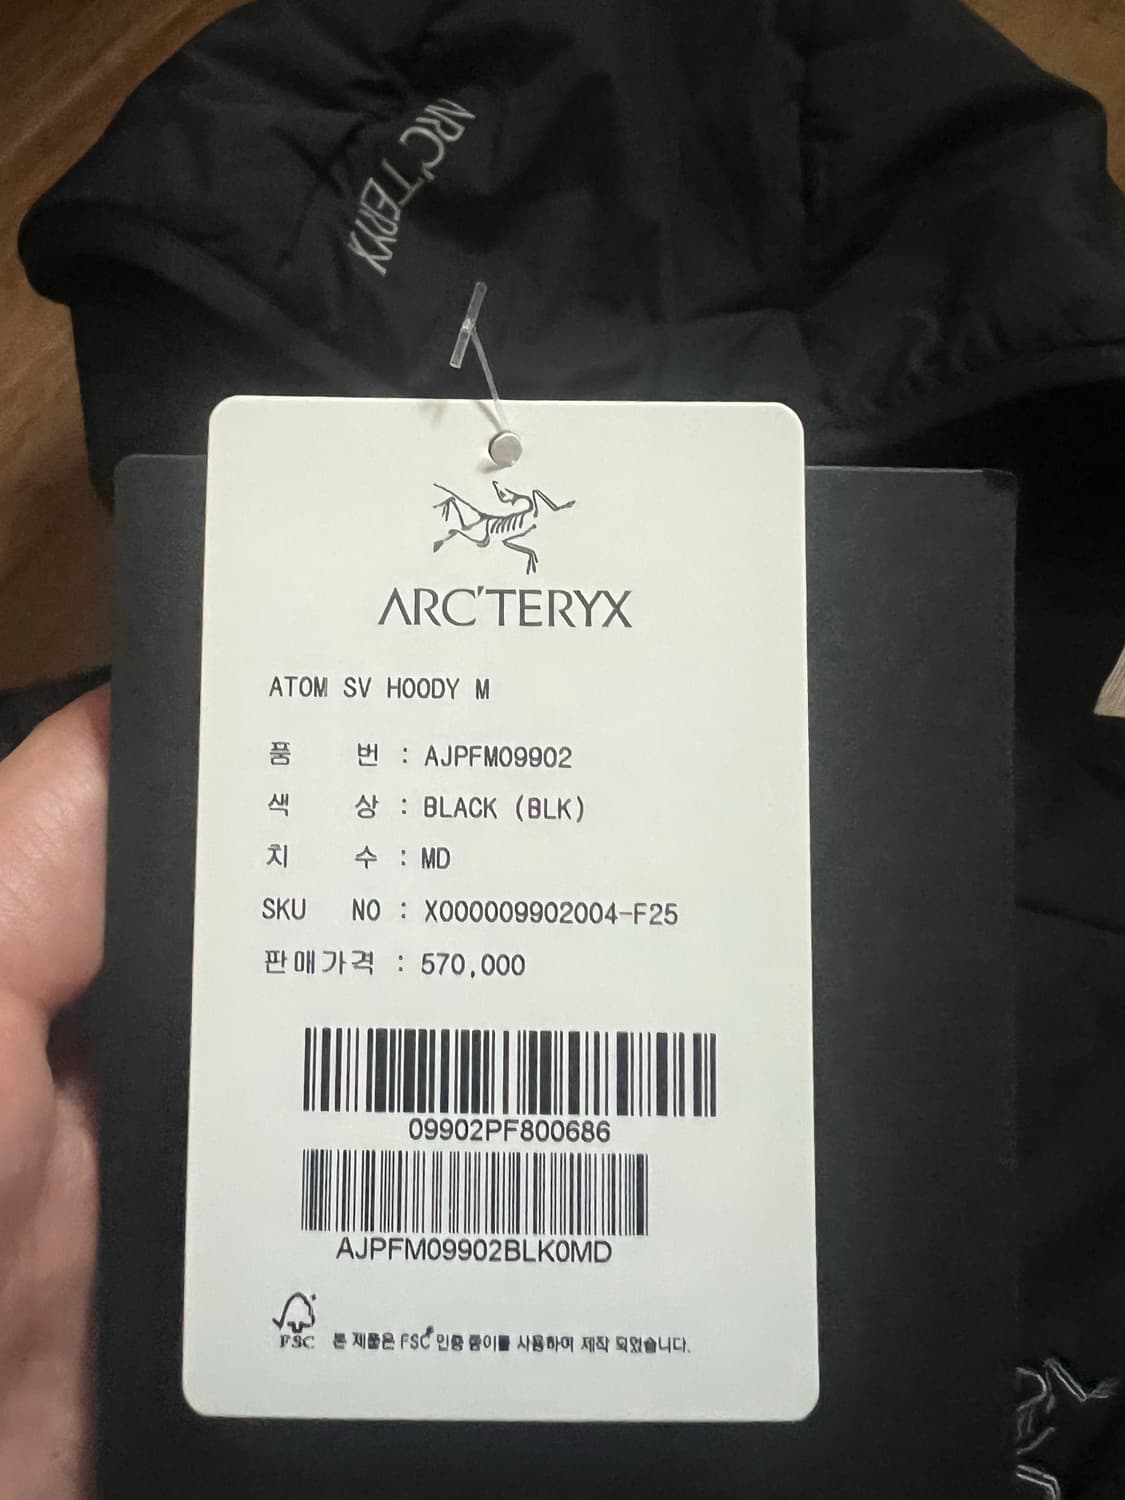 ARC'TERYX
ARC'TERYX
ATOM SV HOODY M
품 번 : AJPFM09902
색 상 : BLACK (BLK)
치 수 : MD
SKU NO : X000009902004-F25
판매가격 : 570,000
09902PF800686
AJPFM09902BLK0MD
FSC 본 제품은 FSC 인증 종이를 사용하여 제작 되었습니다.